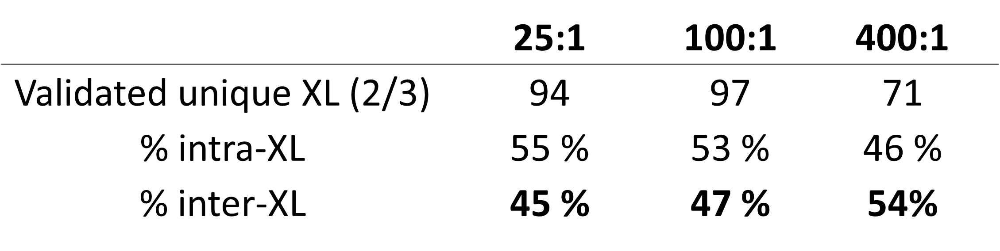 25:1 100:1 400:1
Validated unique XL (2/3) 94 97 71
% intra-XL 55 % 53 % 46 %
% inter-XL 45 % 47 % 54%